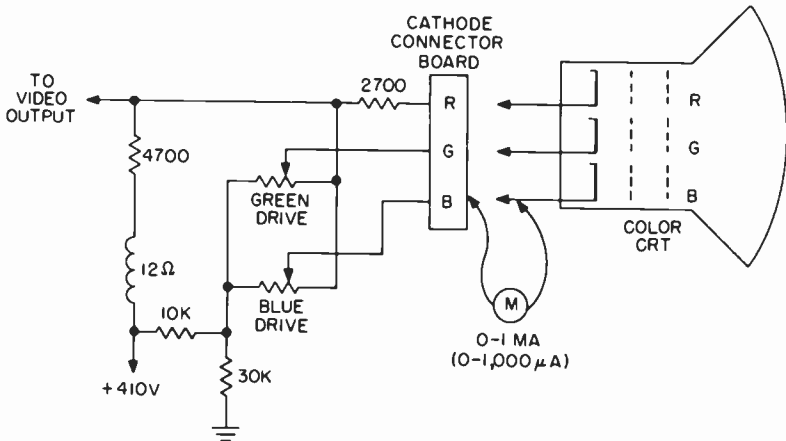 CATHODE
CONNECTOR
BOARD
TO
VIDEO
OUTPUT
2700
R
R
4700
G
G
GREEN
DRIVE
B
B
COLOR
CRT
12Ω
BLUE
DRIVE
10K
M
0-1 MA
(0-1,000 μA)
+410V
30K